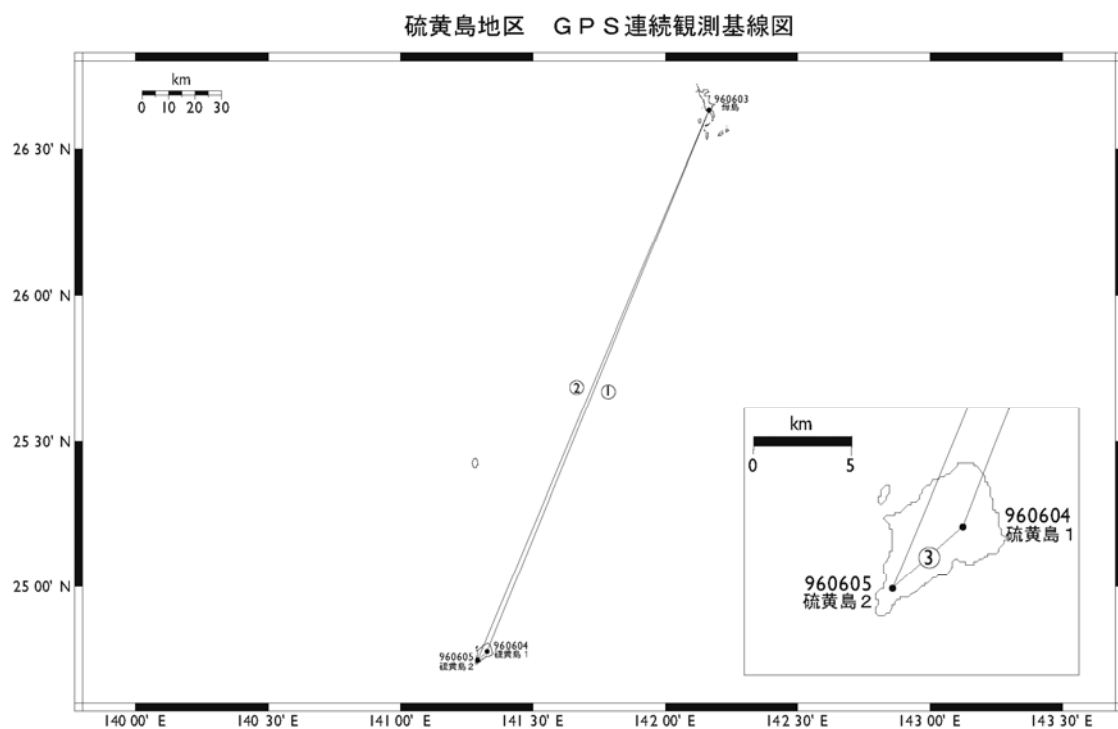 硫黄島地区 ＧＰＳ連続観測基線図
km
0 10 20 30
960603
母島
26 30' N
26 00' N
② ①
25 30' N
km
0 5
960604
硫黄島１
③
960605
硫黄島２
25 00' N
960604
硫黄島１
960605
硫黄島２
140 00' E 140 30' E 141 00' E 141 30' E 142 00' E 142 30' E 143 00' E 143 30' E